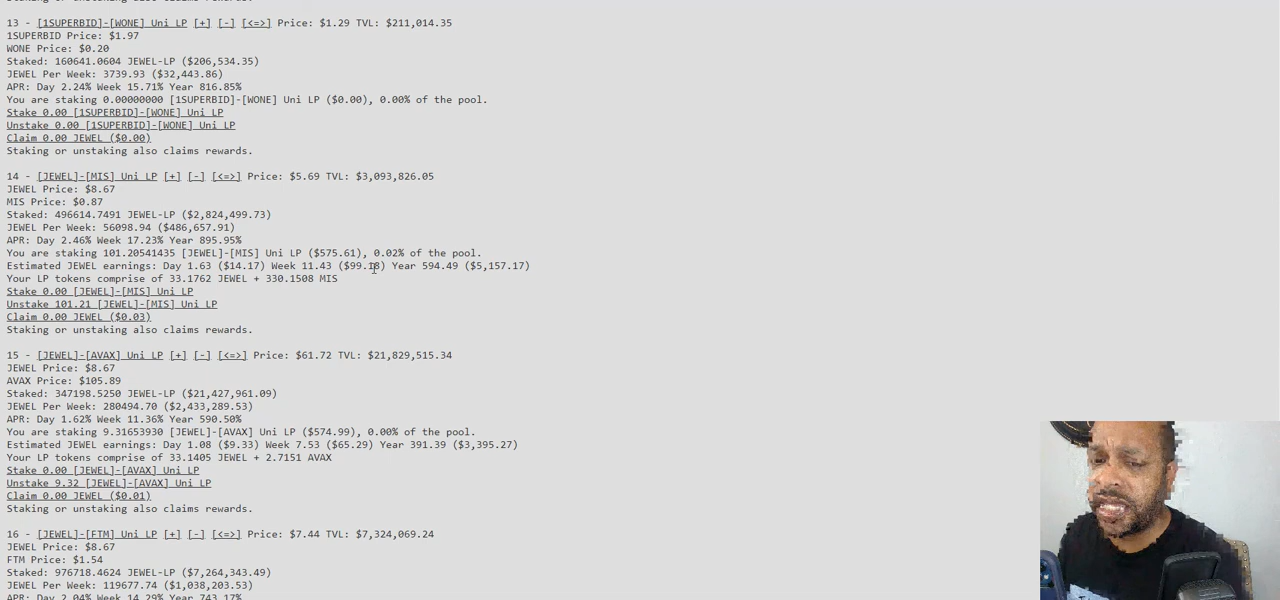 13 - [1SUPERBID]-[WONE] Uni LP [+] [-] [<=>] Price: $1.29 TVL: $211,014.35
1SUPERBID Price: $1.97
WONE Price: $0.20
Staked: 160641.0604 JEWEL-LP ($206,534.35)
JEWEL Per Week: 3739.93 ($32,443.86)
APR: Day 2.24% Week 15.71% Year 816.85%
You are staking 0.00000000 [1SUPERBID]-[WONE] Uni LP ($0.00), 0.00% of the pool.
Stake 0.00 [1SUPERBID]-[WONE] Uni LP
Unstake 0.00 [1SUPERBID]-[WONE] Uni LP
Claim 0.00 JEWEL ($0.00)
Staking or unstaking also claims rewards.
14 - [JEWEL]-[MIS] Uni LP [+] [-] [<=>] Price: $5.69 TVL: $3,093,826.05
JEWEL Price: $8.67
MIS Price: $0.87
Staked: 496614.7491 JEWEL-LP ($2,824,499.73)
JEWEL Per Week: 56098.94 ($486,657.91)
APR: Day 2.46% Week 17.23% Year 895.95%
You are staking 101.20541435 [JEWEL]-[MIS] Uni LP ($575.61), 0.02% of the pool.
Estimated JEWEL earnings: Day 1.63 ($14.17) Week 11.43 ($99.18) Year 594.49 ($5,157.17)
Your LP tokens comprise of 33.1762 JEWEL + 330.1508 MIS
Stake 0.00 [JEWEL]-[MIS] Uni LP
Unstake 101.21 [JEWEL]-[MIS] Uni LP
Claim 0.00 JEWEL ($0.03)
Staking or unstaking also claims rewards.
15 - [JEWEL]-[AVAX] Uni LP [+] [-] [<=>] Price: $61.72 TVL: $21,829,515.34
JEWEL Price: $8.67
AVAX Price: $105.89
Staked: 347198.5250 JEWEL-LP ($21,427,961.09)
JEWEL Per Week: 280494.70 ($2,433,289.53)
APR: Day 1.62% Week 11.36% Year 590.50%
You are staking 9.31653930 [JEWEL]-[AVAX] Uni LP ($574.99), 0.00% of the pool.
Estimated JEWEL earnings: Day 1.08 ($9.33) Week 7.53 ($65.29) Year 391.39 ($3,395.27)
Your LP tokens comprise of 33.1405 JEWEL + 2.7151 AVAX
Stake 0.00 [JEWEL]-[AVAX] Uni LP
Unstake 9.32 [JEWEL]-[AVAX] Uni LP
Claim 0.00 JEWEL ($0.01)
Staking or unstaking also claims rewards.
16 - [JEWEL]-[FTM] Uni LP [+] [-] [<=>] Price: $7.44 TVL: $7,324,069.24
JEWEL Price: $8.67
FTM Price: $1.54
Staked: 976718.4624 JEWEL-LP ($7,264,343.49)
JEWEL Per Week: 119677.74 ($1,038,203.53)
APR: Day 2.04% Week 14.29% Year 743.17%